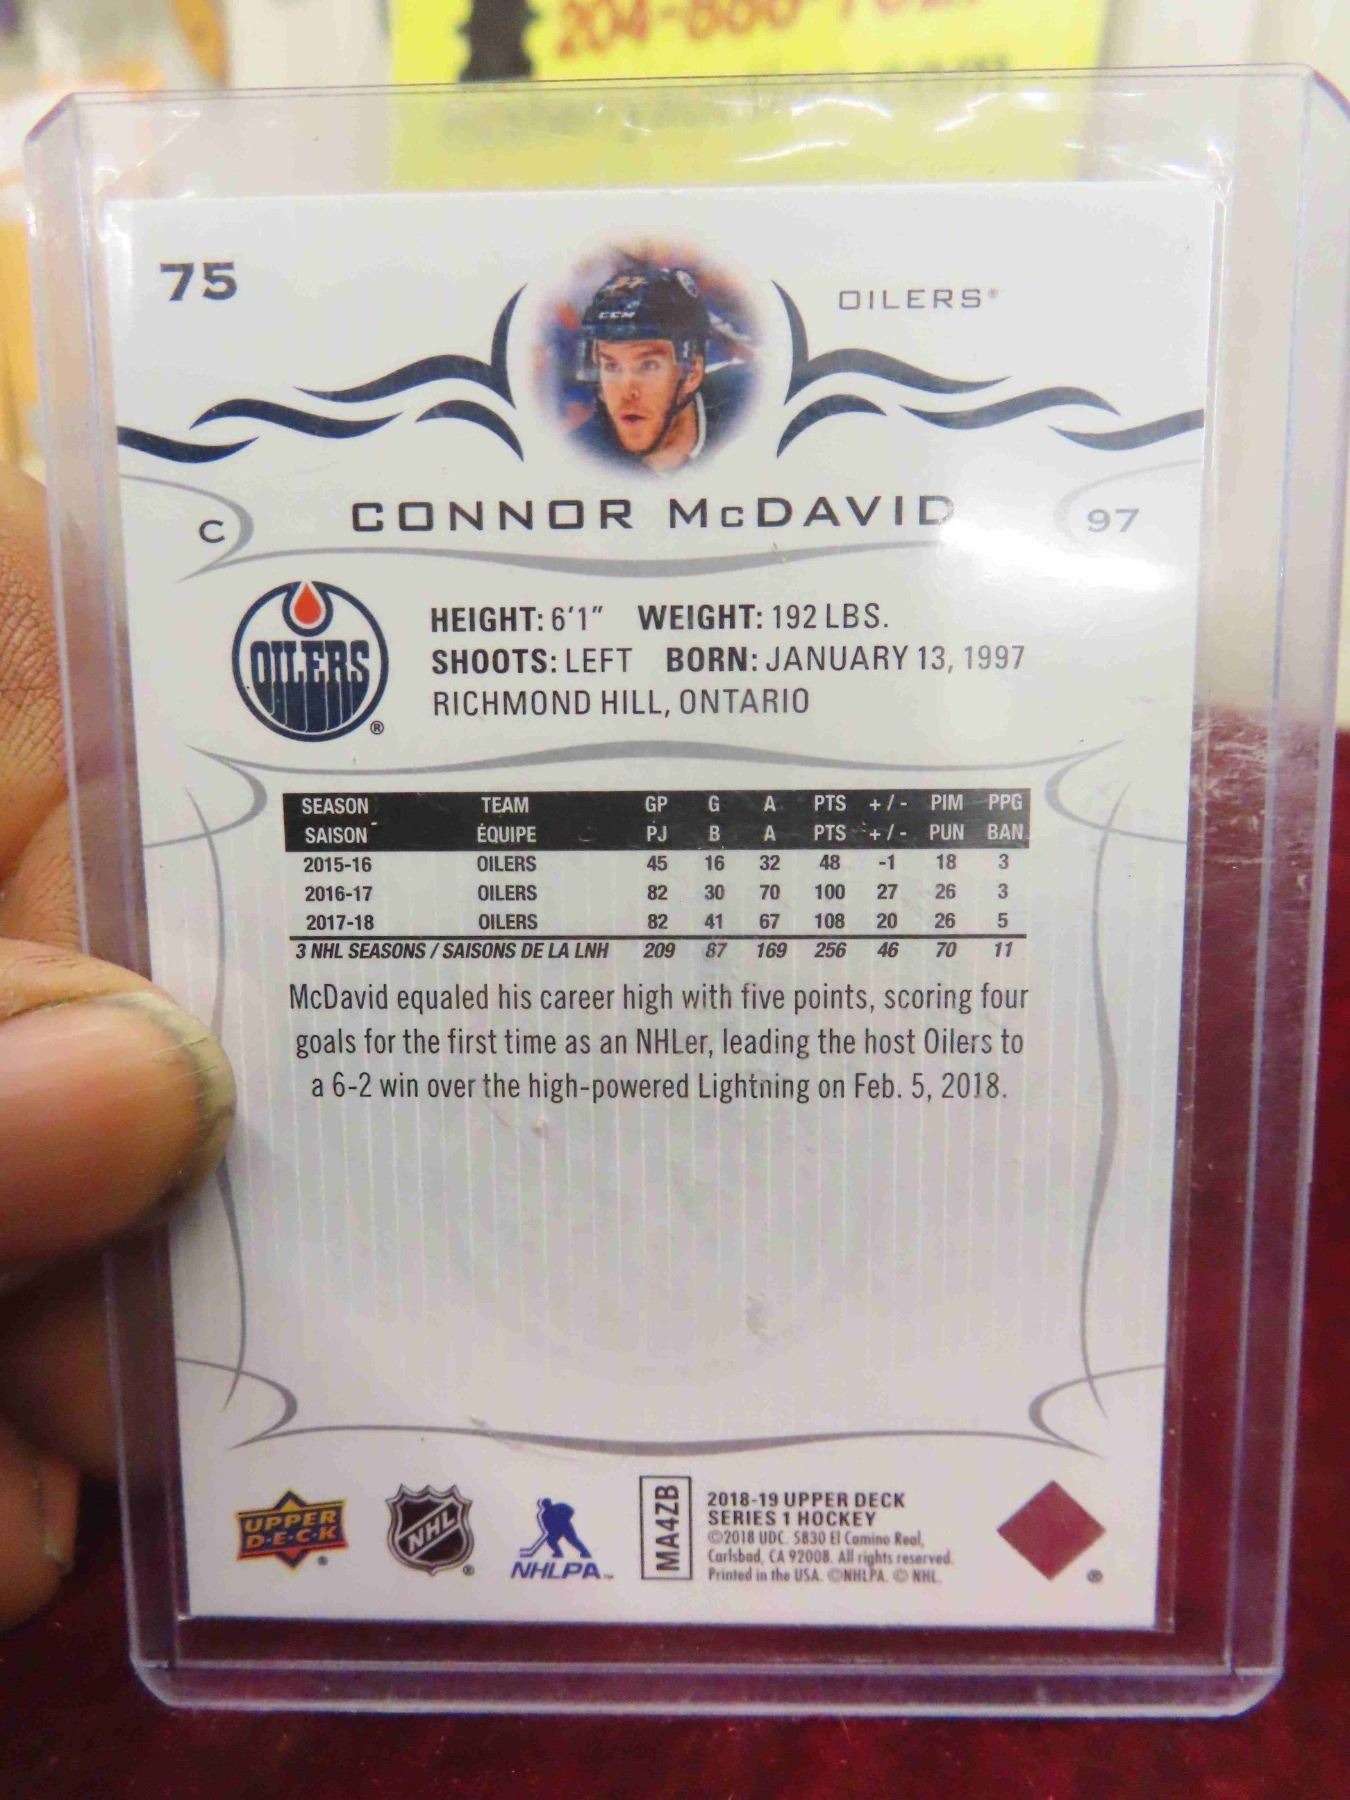 75
OILERS
C
CONNOR McDAVID
97
OILERS
HEIGHT: 6'1" WEIGHT: 192 LBS.
SHOOTS: LEFT BORN: JANUARY 13, 1997
RICHMOND HILL, ONTARIO
SEASON TEAM GP G A PTS +/- PIM PPG
SAISON ÉQUIPE PJ B A PTS +/- PUN BAN
2015-16 OILERS 45 16 32 48 -1 18 3
2016-17 OILERS 82 30 70 100 27 26 3
2017-18 OILERS 82 41 67 108 20 26 5
3 NHL SEASONS / SAISONS DE LA LNH 209 87 169 256 46 70 11
McDavid equaled his career high with five points, scoring four
goals for the first time as an NHLer, leading the host Oilers to
a 6-2 win over the high-powered Lightning on Feb. 5, 2018.
UPPER
D·E·C·K
NHL
NHLPA
MA4ZB
2018-19 UPPER DECK
SERIES 1 HOCKEY
©2018 UDC. 5830 El Camino Real,
Carlsbad, CA 92008. All rights reserved.
Printed in the USA. ©NHLPA. © NHL.